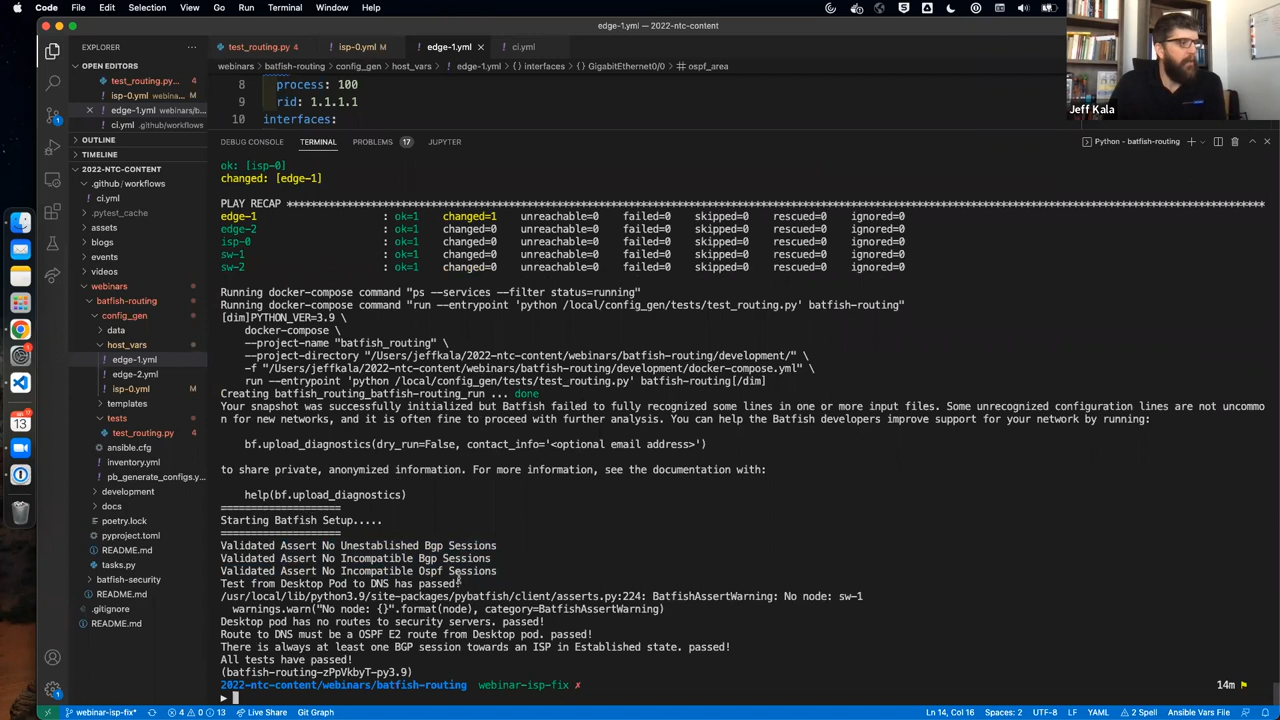 Code File Edit Selection View Go Run Terminal Window Help
edge-1.yml — 2022-ntc-content
EXPLORER
test_routing.py 4 isp-0.yml M edge-1.yml ci.yml
webinars > batfish-routing > config_gen > host_vars > edge-1.yml > {} interfaces > {} GigabitEthernet0/0 > ospf_area
OPEN EDITORS
test_routing.py... 4
isp-0.yml webina... M
edge-1.yml webinars/b...
ci.yml .github/workflows
OUTLINE
TIMELINE
2022-NTC-CONTENT
.github/workflows
ci.yml
.pytest_cache
assets
blogs
events
videos
webinars
batfish-routing
config_gen
data
host_vars
edge-1.yml
edge-2.yml
isp-0.yml M
templates
tests
test_routing.py 4
ansible.cfg
inventory.yml
pb_generate_configs.y...
development
docs
poetry.lock
pyproject.toml
README.md
tasks.py
batfish-security
README.md
.gitignore
README.md
8 process: 100
9 rid: 1.1.1.1
10 interfaces:
Jeff Kala
DEBUG CONSOLE TERMINAL PROBLEMS 17 JUPYTER
Python - batfish-routing
ok: [isp-0]
changed: [edge-1]
PLAY RECAP *********************************************************************
edge-1 : ok=1 changed=1 unreachable=0 failed=0 skipped=0 rescued=0 ignored=0
edge-2 : ok=1 changed=0 unreachable=0 failed=0 skipped=0 rescued=0 ignored=0
isp-0 : ok=1 changed=0 unreachable=0 failed=0 skipped=0 rescued=0 ignored=0
sw-1 : ok=1 changed=0 unreachable=0 failed=0 skipped=0 rescued=0 ignored=0
sw-2 : ok=1 changed=0 unreachable=0 failed=0 skipped=0 rescued=0 ignored=0
Running docker-compose command "ps --services --filter status=running"
Running docker-compose command "run --entrypoint 'python /local/config_gen/tests/test_routing.py' batfish-routing"
[dim]PYTHON_VER=3.9 \
docker-compose \
--project-name "batfish_routing" \
--project-directory "/Users/jeffkala/2022-ntc-content/webinars/batfish-routing/development/" \
-f "/Users/jeffkala/2022-ntc-content/webinars/batfish-routing/development/docker-compose.yml" \
run --entrypoint 'python /local/config_gen/tests/test_routing.py' batfish-routing[/dim]
Creating batfish_routing_batfish-routing_run ... done
Your snapshot was successfully initialized but Batfish failed to fully recognized some lines in one or more input files. Some unrecognized configuration lines are not uncommo
n for new networks, and it is often fine to proceed with further analysis. You can help the Batfish developers improve support for your network by running:
bf.upload_diagnostics(dry_run=False, contact_info='<optional email address>')
to share private, anonymized information. For more information, see the documentation with:
help(bf.upload_diagnostics)
====================
Starting Batfish Setup.....
====================
Validated Assert No Unestablished Bgp Sessions
Validated Assert No Incompatible Bgp Sessions
Validated Assert No Incompatible Ospf Sessions
Test from Desktop Pod to DNS has passed!
/usr/local/lib/python3.9/site-packages/pybatfish/client/asserts.py:224: BatfishAssertWarning: No node: sw-1
warnings.warn("No node: {}".format(node), category=BatfishAssertWarning)
Desktop pod has no routes to security servers. passed!
Route to DNS must be a OSPF E2 route from Desktop pod. passed!
There is always at least one BGP session towards an ISP in Established state. passed!
All tests have passed!
(batfish-routing-zPpVkbyT-py3.9)
2022-ntc-content/webinars/batfish-routing webinar-isp-fix ✗ 14m
webinar-isp-fix* 4 0 13 Live Share Git Graph Ln 14, Col 16 Spaces: 2 UTF-8 LF YAML 2 Spell Ansible Vars File